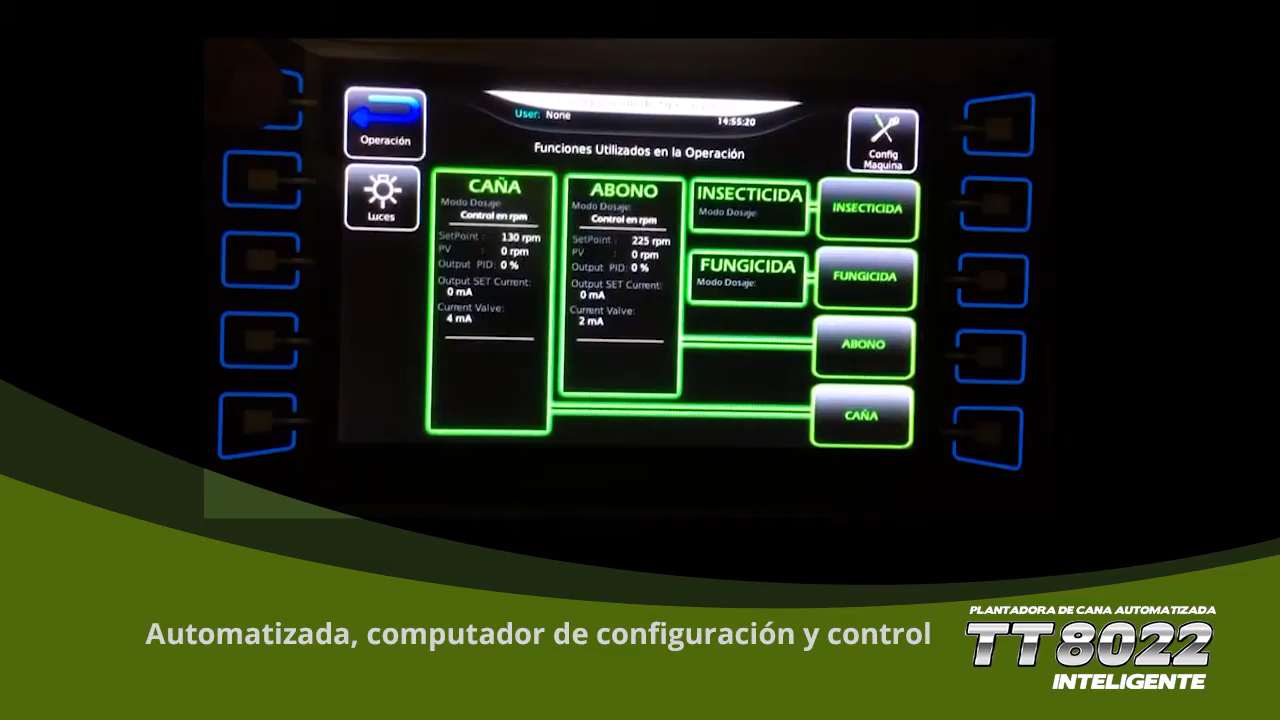 User: None
14:55:20
Operación
Config
Maquina
Funciones Utilizados en la Operación
Luces
CAÑA
Modo Dosaje:
Control en rpm
SetPoint : 130 rpm
PV : 0 rpm
Output PID: 0 %
Output SET Current:
0 mA
Current Valve:
4 mA
ABONO
Modo Dosaje:
Control en rpm
SetPoint : 225 rpm
PV : 0 rpm
Output PID: 0 %
Output SET Current:
0 mA
Current Valve:
2 mA
INSECTICIDA
Modo Dosaje:
FUNGICIDA
Modo Dosaje:
INSECTICIDA
FUNGICIDA
ABONO
CAÑA
Automatizada, computador de configuración y control
PLANTADORA DE CANA AUTOMATIZADA
TT8022
INTELIGENTE